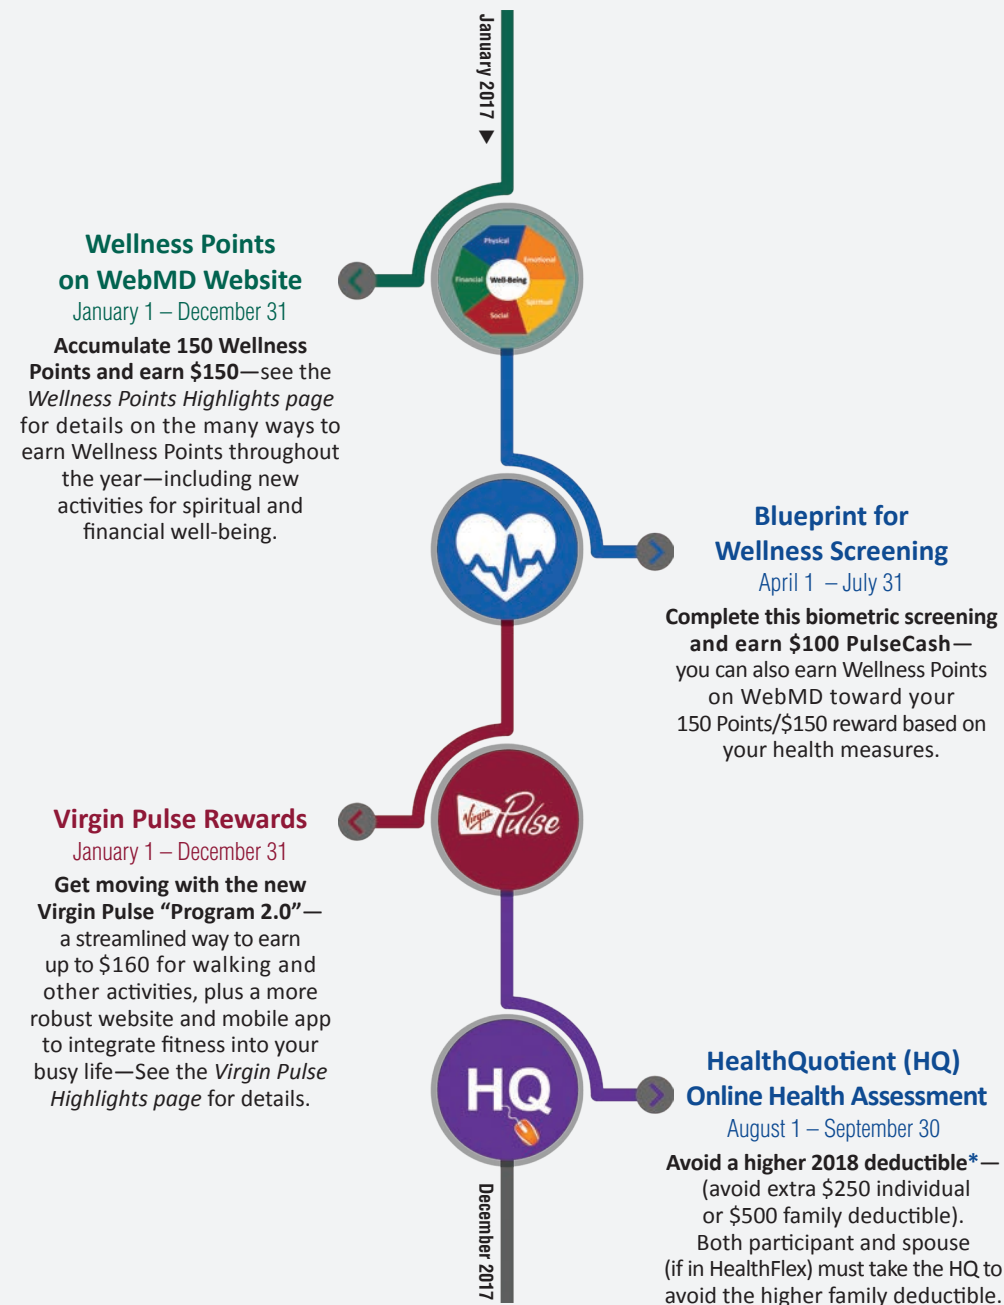 January 2017 ▼
Physical
Emotional
Financial
Well-Being
Spiritual
Social
Wellness Points
on WebMD Website
January 1 – December 31
Accumulate 150 Wellness
Points and earn $150—see the
Wellness Points Highlights page
for details on the many ways to
earn Wellness Points throughout
the year—including new
activities for spiritual and
financial well-being.
Blueprint for
Wellness Screening
April 1 – July 31
Complete this biometric screening
and earn $100 PulseCash—
you can also earn Wellness Points
on WebMD toward your
150 Points/$150 reward based on
your health measures.
Virgin Pulse
Virgin Pulse Rewards
January 1 – December 31
Get moving with the new
Virgin Pulse “Program 2.0”—
a streamlined way to earn
up to $160 for walking and
other activities, plus a more
robust website and mobile app
to integrate fitness into your
busy life—See the Virgin Pulse
Highlights page for details.
HQ
HealthQuotient (HQ)
Online Health Assessment
August 1 – September 30
Avoid a higher 2018 deductible*—
(avoid extra $250 individual
or $500 family deductible).
Both participant and spouse
(if in HealthFlex) must take the HQ to
avoid the higher family deductible.
December 2017